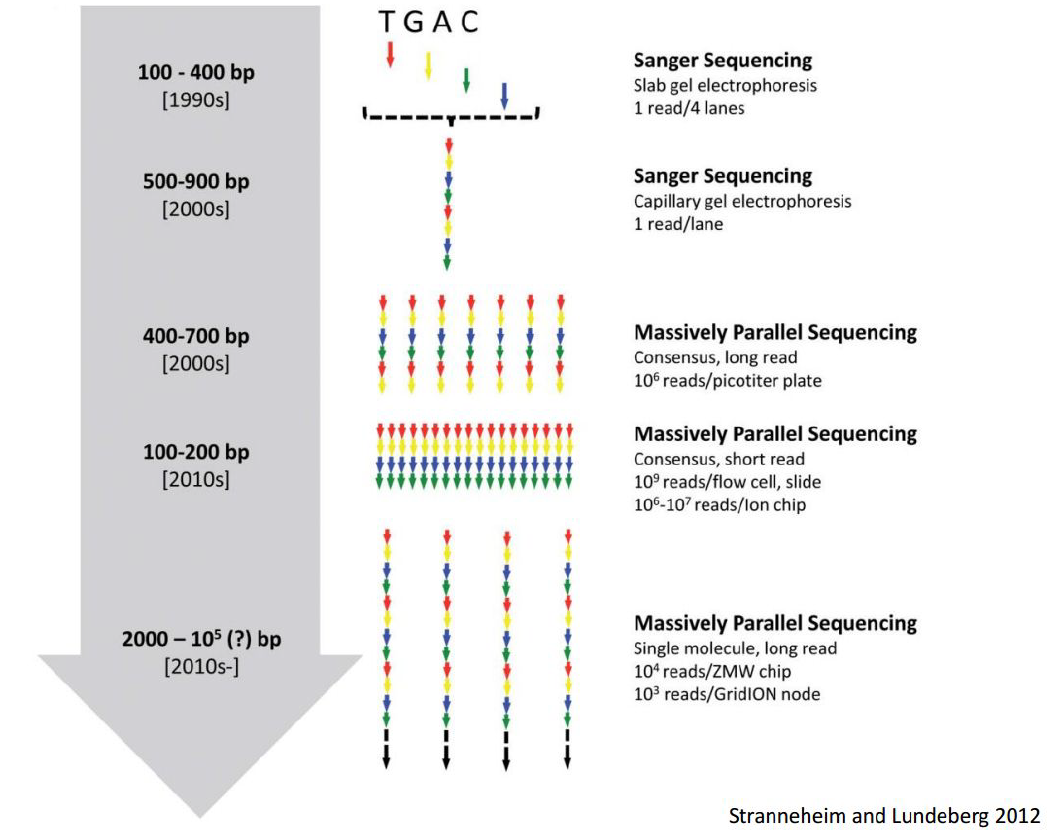 T G A C
100 - 400 bp
[1990s]
Sanger Sequencing
Slab gel electrophoresis
1 read/4 lanes
500-900 bp
[2000s]
Sanger Sequencing
Capillary gel electrophoresis
1 read/lane
400-700 bp
[2000s]
Massively Parallel Sequencing
Consensus, long read
10⁶ reads/picotiter plate
100-200 bp
[2010s]
Massively Parallel Sequencing
Consensus, short read
10⁹ reads/flow cell, slide
10⁶-10⁷ reads/Ion chip
2000 – 10⁵ (?) bp
[2010s-]
Massively Parallel Sequencing
Single molecule, long read
10⁴ reads/ZMW chip
10³ reads/GridION node
Stranneheim and Lundeberg 2012